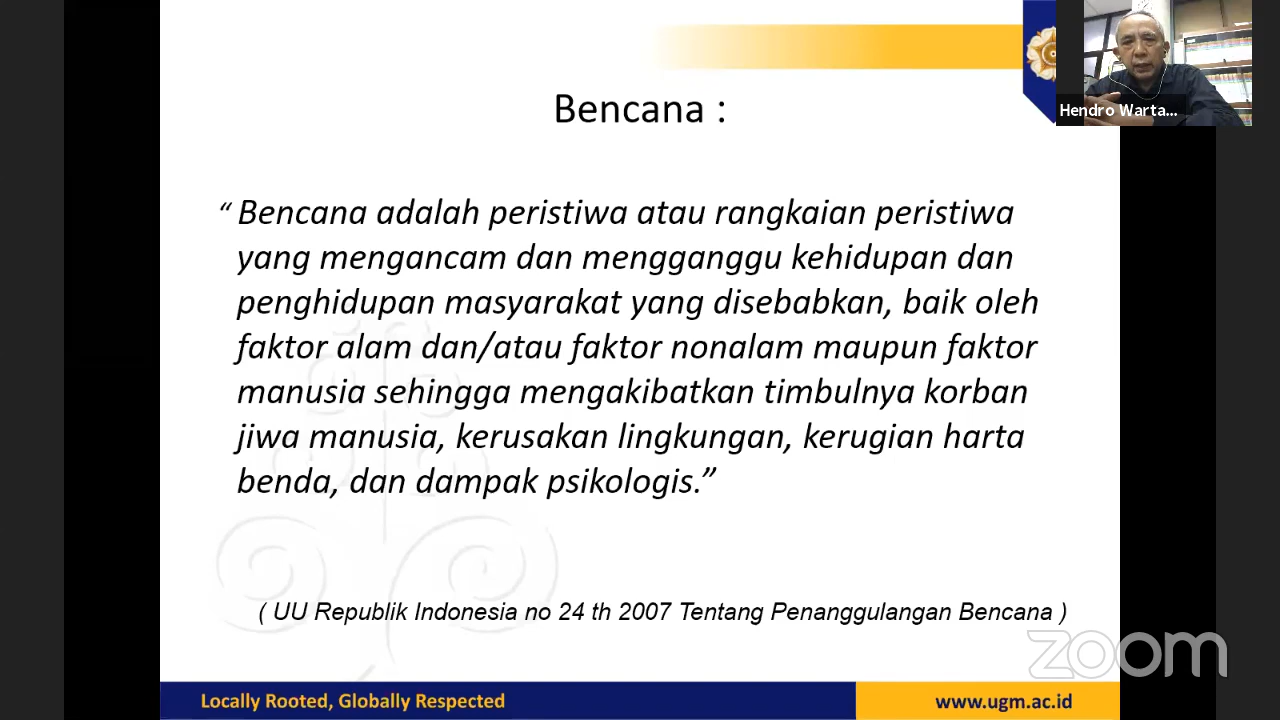 Bencana :
Hendro Warta...
“ Bencana adalah peristiwa atau rangkaian peristiwa
yang mengancam dan mengganggu kehidupan dan
penghidupan masyarakat yang disebabkan, baik oleh
faktor alam dan/atau faktor nonalam maupun faktor
manusia sehingga mengakibatkan timbulnya korban
jiwa manusia, kerusakan lingkungan, kerugian harta
benda, dan dampak psikologis.”
( UU Republik Indonesia no 24 th 2007 Tentang Penanggulangan Bencana )
zoom
Locally Rooted, Globally Respected
www.ugm.ac.id